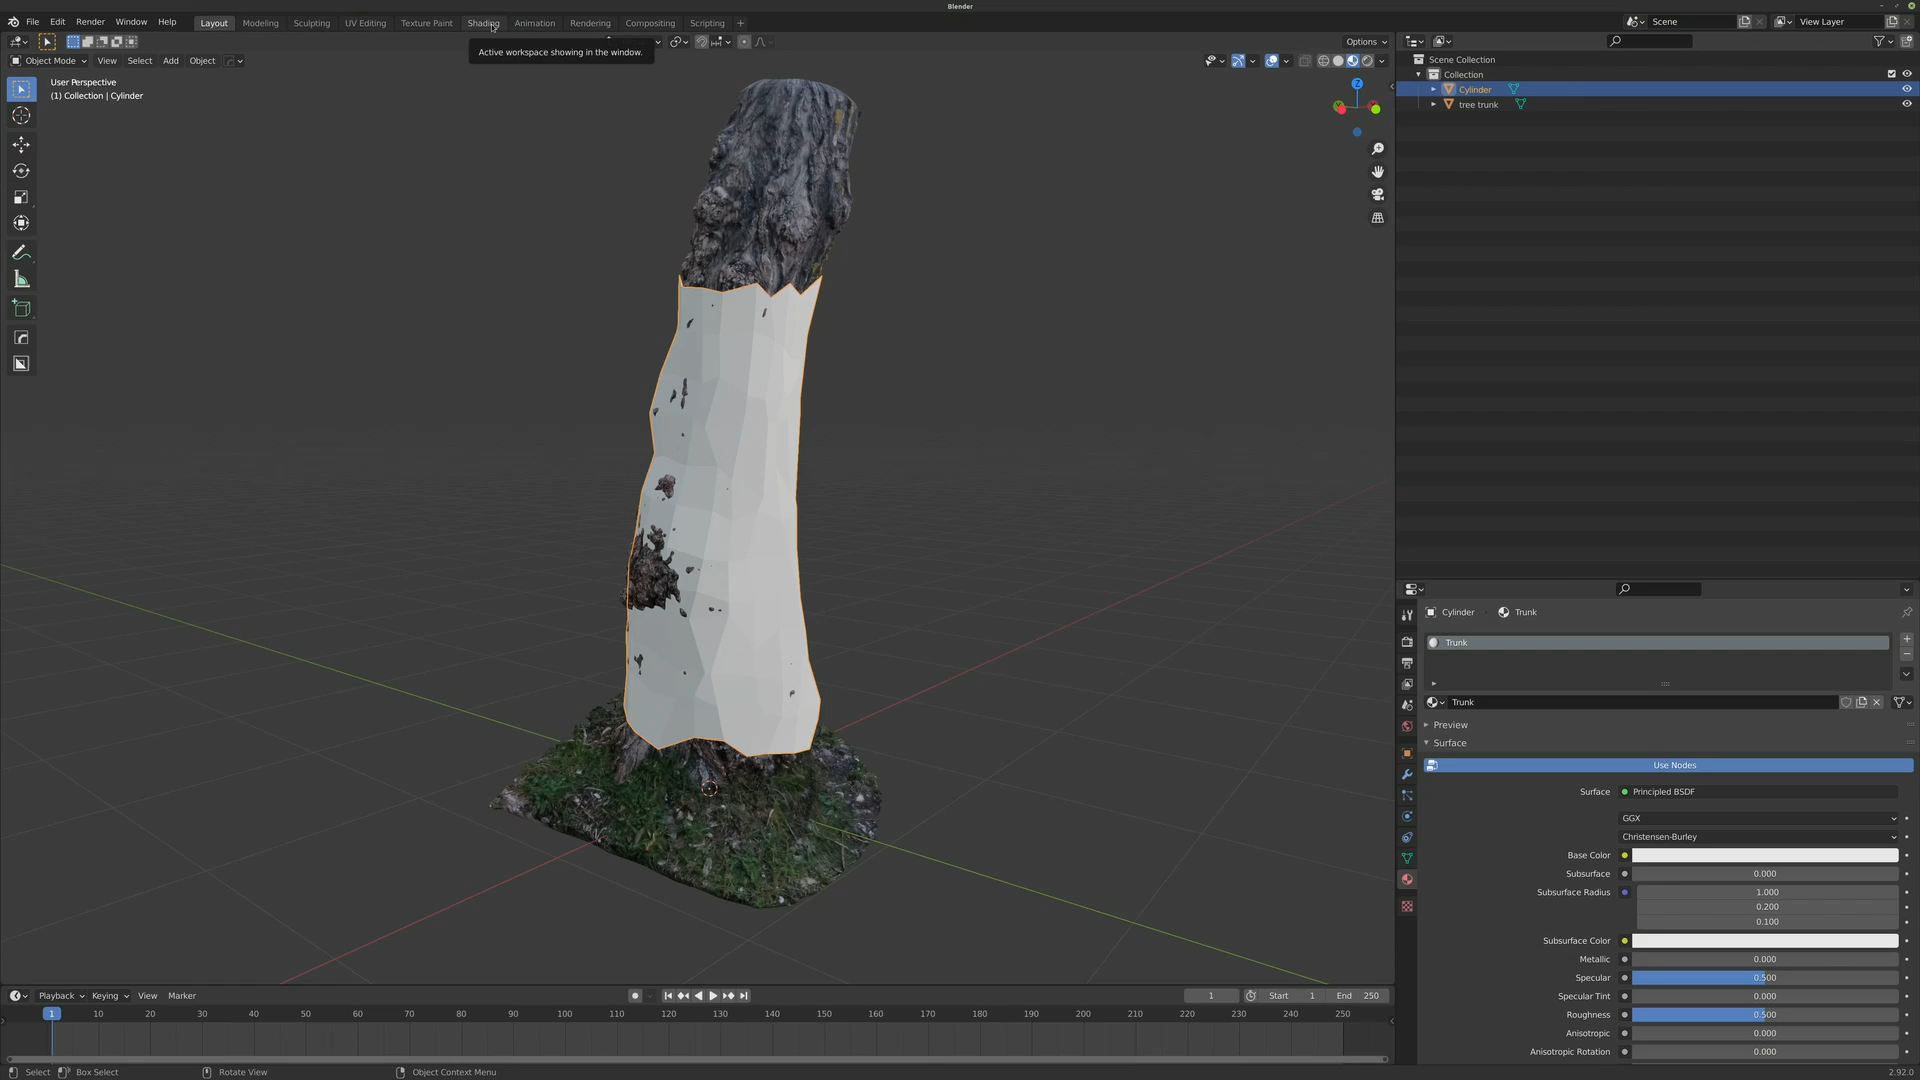 Blender
File Edit Render Window Help Layout Modeling Sculpting UV Editing Texture Paint Shading Animation Rendering Compositing Scripting + Scene View Layer
Options
Active workspace showing in the window.
Object Mode View Select Add Object
User Perspective
(1) Collection | Cylinder
Z
Scene Collection
Collection
Cylinder
tree trunk
Cylinder Trunk
Trunk
Trunk
Preview
Surface
Use Nodes
Surface Principled BSDF
GGX
Christensen-Burley
Base Color
Subsurface 0.000
Subsurface Radius 1.000
0.200
0.100
Subsurface Color
Metallic 0.000
Specular 0.500
Specular Tint 0.000
Roughness 0.500
Anisotropic 0.000
Anisotropic Rotation 0.000
Playback Keying View Marker 1 Start 1 End 250
1 10 20 30 40 50 60 70 80 90 100 110 120 130 140 150 160 170 180 190 200 210 220 230 240 250
Select Box Select Rotate View Object Context Menu 2.92.0